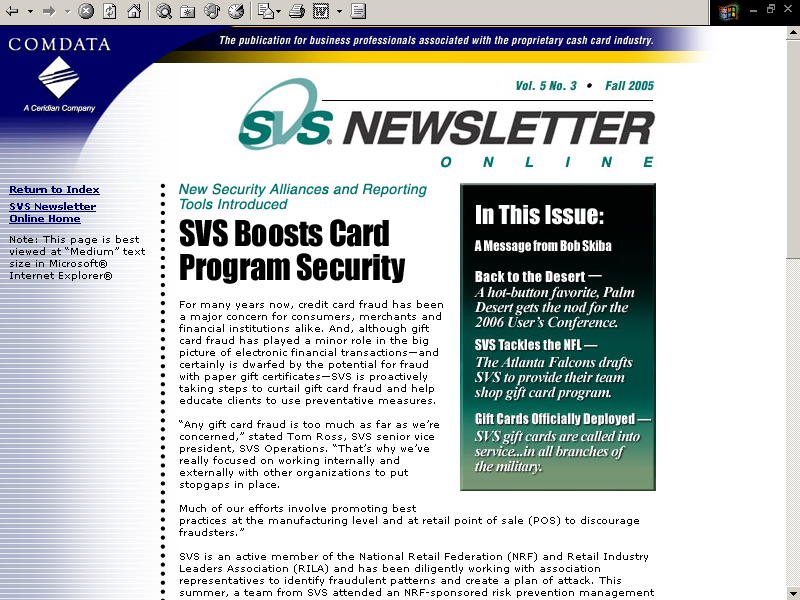 COMDATA
A Ceridian Company
The publication for business professionals associated with the proprietary cash card industry.
Vol. 5 No. 3 • Fall 2005
SVS® NEWSLETTER
O N L I N E
Return to Index
SVS Newsletter
Online Home
Note: This page is best
viewed at “Medium” text
size in Microsoft®
Internet Explorer®
New Security Alliances and Reporting
Tools Introduced
SVS Boosts Card
Program Security
For many years now, credit card fraud has been
a major concern for consumers, merchants and
financial institutions alike. And, although gift
card fraud has played a minor role in the big
picture of electronic financial transactions—and
certainly is dwarfed by the potential for fraud
with paper gift certificates—SVS is proactively
taking steps to curtail gift card fraud and help
educate clients to use preventative measures.
“Any gift card fraud is too much as far as we’re
concerned,” stated Tom Ross, SVS senior vice
president, SVS Operations. “That’s why we’ve
really focused on working internally and
externally with other organizations to put
stopgaps in place.
Much of our efforts involve promoting best
practices at the manufacturing level and at retail point of sale (POS) to discourage
fraudsters.”
SVS is an active member of the National Retail Federation (NRF) and Retail Industry
Leaders Association (RILA) and has been diligently working with association
representatives to identify fraudulent patterns and create a plan of attack. This
summer, a team from SVS attended an NRF-sponsored risk prevention management
In This Issue:
A Message from Bob Skiba
Back to the Desert —
A hot-button favorite, Palm
Desert gets the nod for the
2006 User’s Conference.
SVS Tackles the NFL —
The Atlanta Falcons drafts
SVS to provide their team
shop gift card program.
Gift Cards Officially Deployed —
SVS gift cards are called into
service...in all branches of
the military.